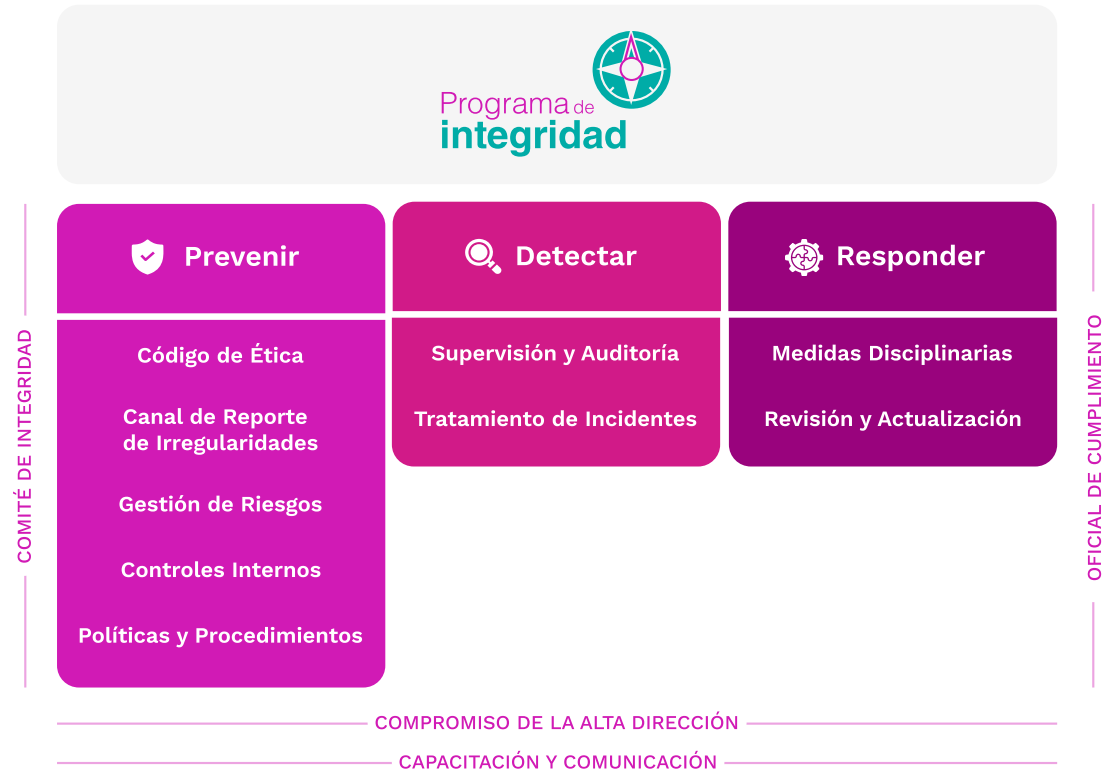 Programa de
integridad
Prevenir
Código de Ética
Canal de Reporte
de Irregularidades
Gestión de Riesgos
Controles Internos
Políticas y Procedimientos
Detectar
Supervisión y Auditoría
Tratamiento de Incidentes
Responder
Medidas Disciplinarias
Revisión y Actualización
COMITÉ DE INTEGRIDAD
OFICIAL DE CUMPLIMIENTO
COMPROMISO DE LA ALTA DIRECCIÓN
CAPACITACIÓN Y COMUNICACIÓN